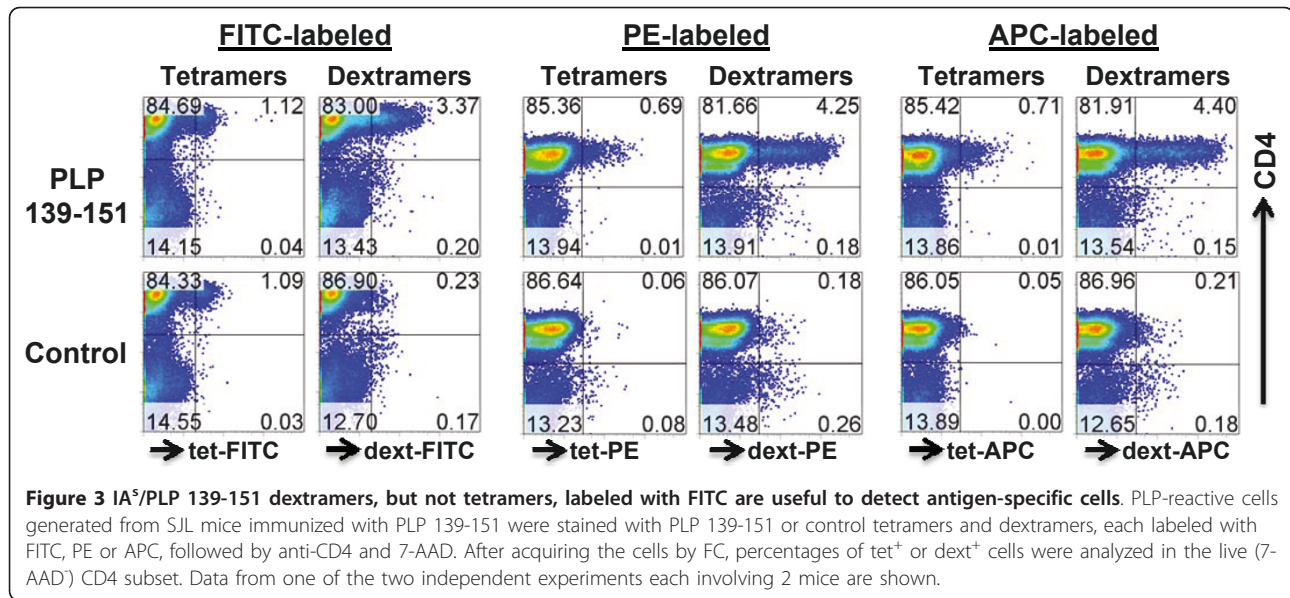 FITC-labeled PE-labeled APC-labeled
Tetramers Dextramers Tetramers Dextramers Tetramers Dextramers
84.69 1.12 83.00 3.37 85.36 0.69 81.66 4.25 85.42 0.71 81.91 4.40
PLP
139-151
14.15 0.04 13.43 0.20 13.94 0.01 13.91 0.18 13.86 0.01 13.54 0.15
CD4
84.33 1.09 86.90 0.23 86.64 0.06 86.07 0.18 86.05 0.05 86.96 0.21
Control
14.55 0.03 12.70 0.17 13.23 0.08 13.48 0.26 13.89 0.00 12.65 0.18
tet-FITC dext-FITC tet-PE dext-PE tet-APC dext-APC
Figure 3 IAˢ/PLP 139-151 dextramers, but not tetramers, labeled with FITC are useful to detect antigen-specific cells. PLP-reactive cells
generated from SJL mice immunized with PLP 139-151 were stained with PLP 139-151 or control tetramers and dextramers, each labeled with
FITC, PE or APC, followed by anti-CD4 and 7-AAD. After acquiring the cells by FC, percentages of tet⁺ or dext⁺ cells were analyzed in the live (7-
AAD⁻) CD4 subset. Data from one of the two independent experiments each involving 2 mice are shown.